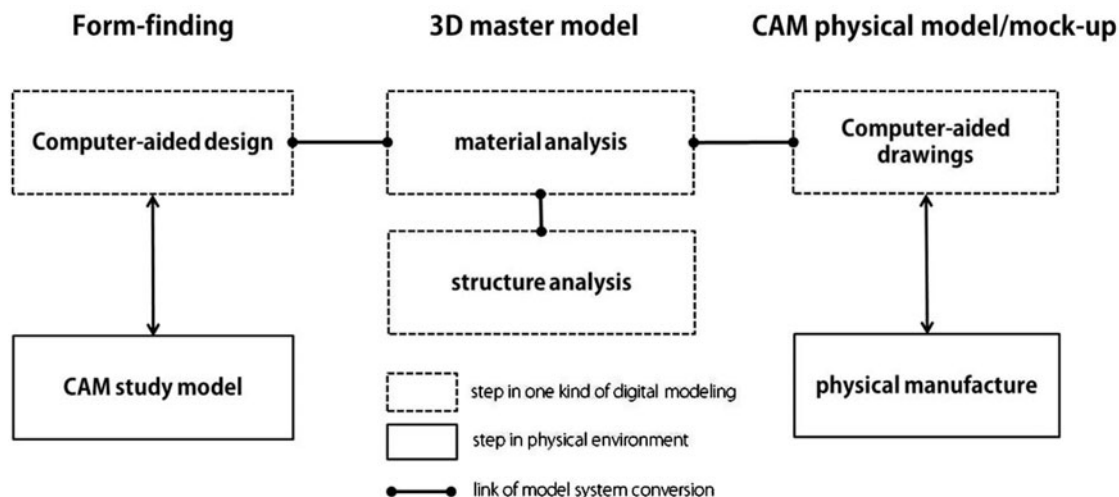 Form-finding
3D master model
CAM physical model/mock-up
Computer-aided design
material analysis
Computer-aided
drawings
structure analysis
CAM study model
physical manufacture
step in one kind of digital modeling
step in physical environment
link of model system conversion